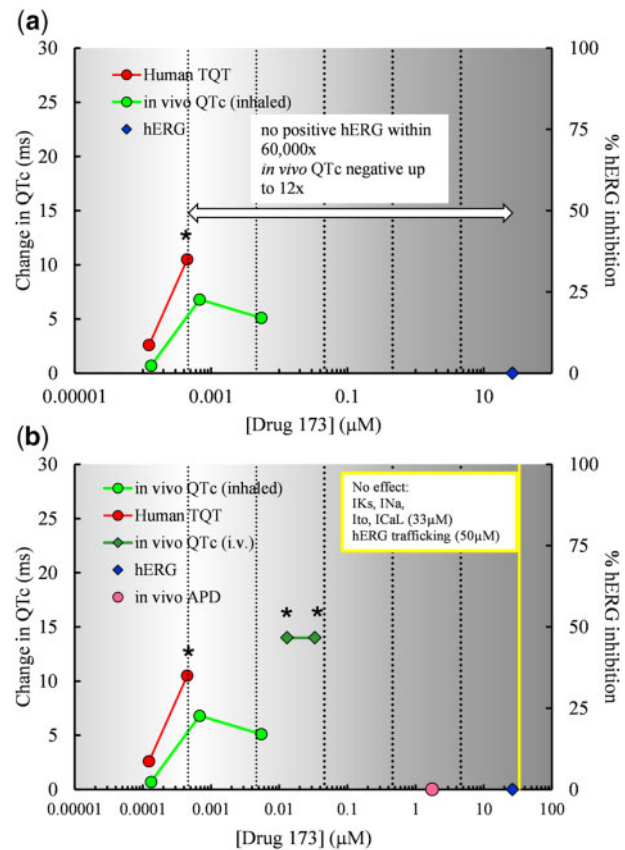 (a)
30
25
20
15
10
5
0
Change in QTc (ms)
Human TQT
in vivo QTc (inhaled)
hERG
no positive hERG within
60,000x
in vivo QTc negative up
to 12x
*
100
75
50
25
0
% hERG inhibition
0.00001
0.001
0.1
10
[Drug 173] (µM)
(b)
30
25
20
15
10
5
0
Change in QTc (ms)
in vivo QTc (inhaled)
Human TQT
in vivo QTc (i.v.)
hERG
in vivo APD
No effect:
IKs, INa,
Ito, ICaL (33µM)
hERG trafficking (50µM)
* *
*
100
75
50
25
0
% hERG inhibition
0.00001 0.0001 0.001 0.01 0.1 1 10 100
[Drug 173] (µM)